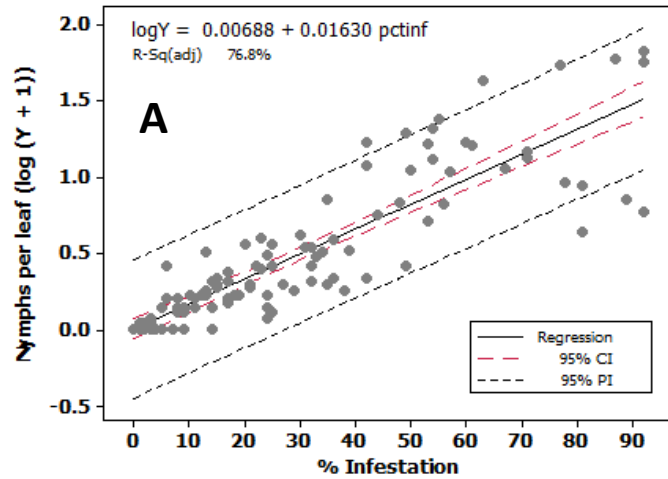 logY = 0.00688 + 0.01630 pctinf
R-Sq(adj) 76.8%
A
Nymphs per leaf (log (Y + 1))
2.0
1.5
1.0
0.5
0.0
-0.5
Regression
95% CI
95% PI
0 10 20 30 40 50 60 70 80 90
% Infestation